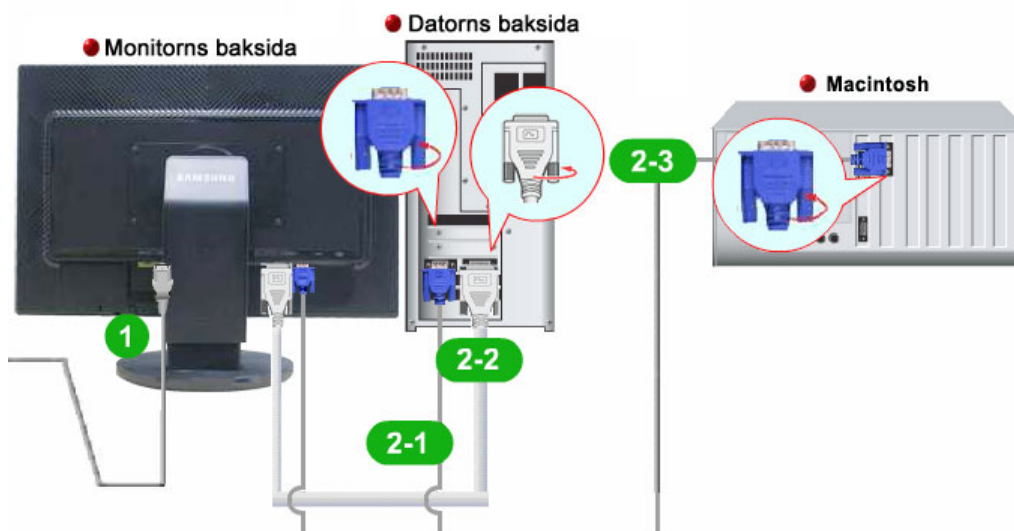 Datorns baksida
Monitorns baksida
Macintosh
SAMSUNG
2-3
1
2-2
2-1